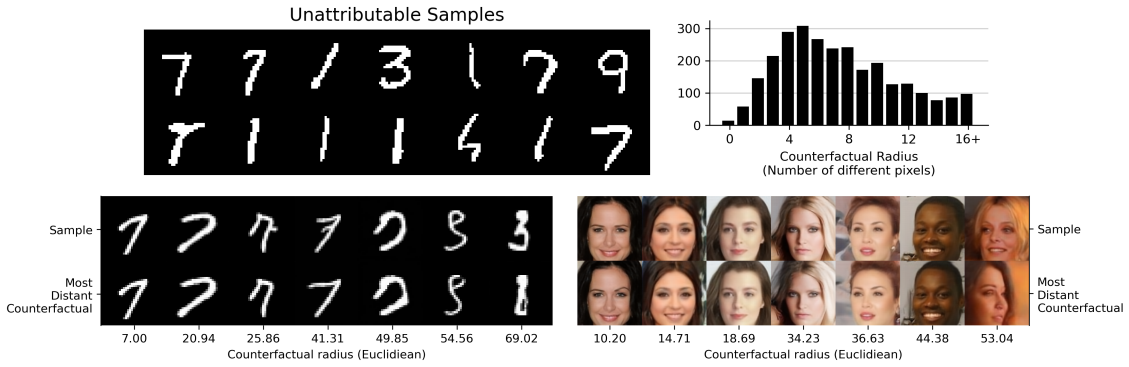 Unattributable Samples
300
200
100
0
0 4 8 12 16+
Counterfactual Radius
(Number of different pixels)
Sample
Most
Distant
Counterfactual
7.00 20.94 25.86 41.31 49.85 54.56 69.02
Counterfactual radius (Euclidiean)
Sample
Most
Distant
Counterfactual
10.20 14.71 18.69 34.23 36.63 44.38 53.04
Counterfactual radius (Euclidiean)